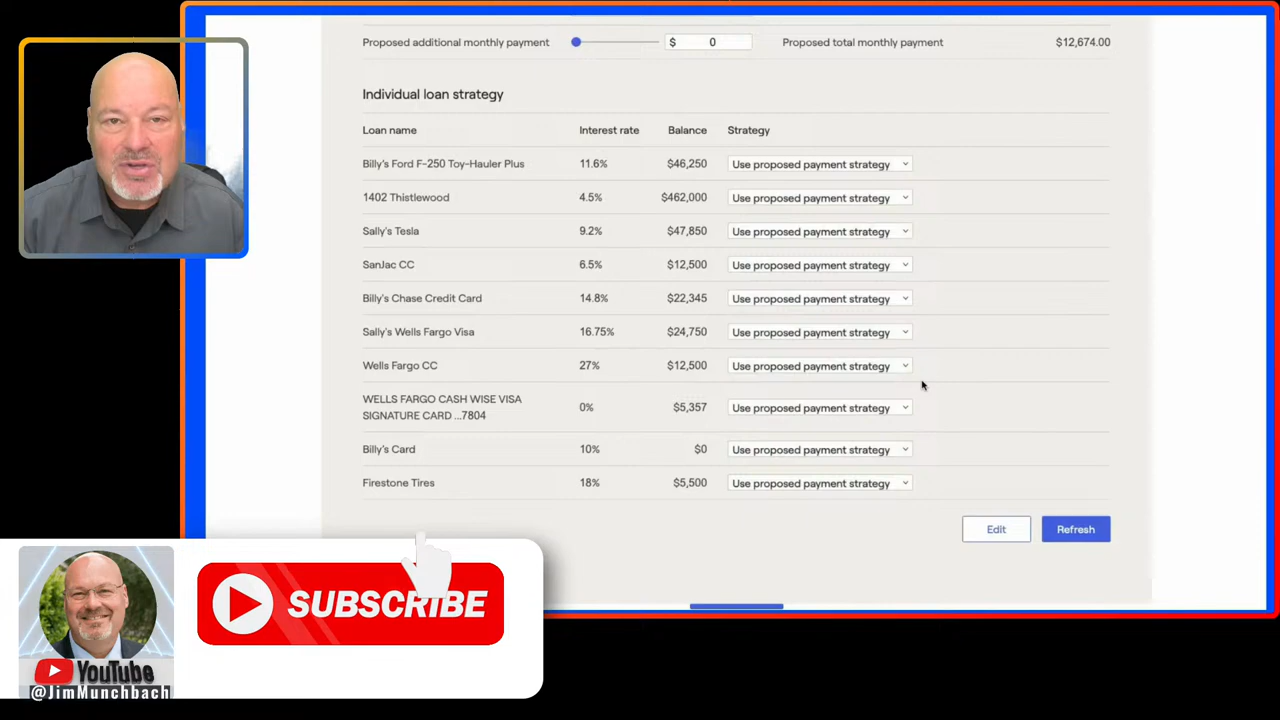 Proposed additional monthly payment $ 0 Proposed total monthly payment $12,674.00
Individual loan strategy
Loan name Interest rate Balance Strategy
Billy's Ford F-250 Toy-Hauler Plus 11.6% $46,250 Use proposed payment strategy
1402 Thistlewood 4.5% $462,000 Use proposed payment strategy
Sally's Tesla 9.2% $47,850 Use proposed payment strategy
SanJac CC 6.5% $12,500 Use proposed payment strategy
Billy's Chase Credit Card 14.8% $22,345 Use proposed payment strategy
Sally's Wells Fargo Visa 16.75% $24,750 Use proposed payment strategy
Wells Fargo CC 27% $12,500 Use proposed payment strategy
WELLS FARGO CASH WISE VISA
SIGNATURE CARD ...7804 0% $5,357 Use proposed payment strategy
Billy's Card 10% $0 Use proposed payment strategy
Firestone Tires 18% $5,500 Use proposed payment strategy
Edit Refresh
SUBSCRIBE
YouTube
@JimMunchbach